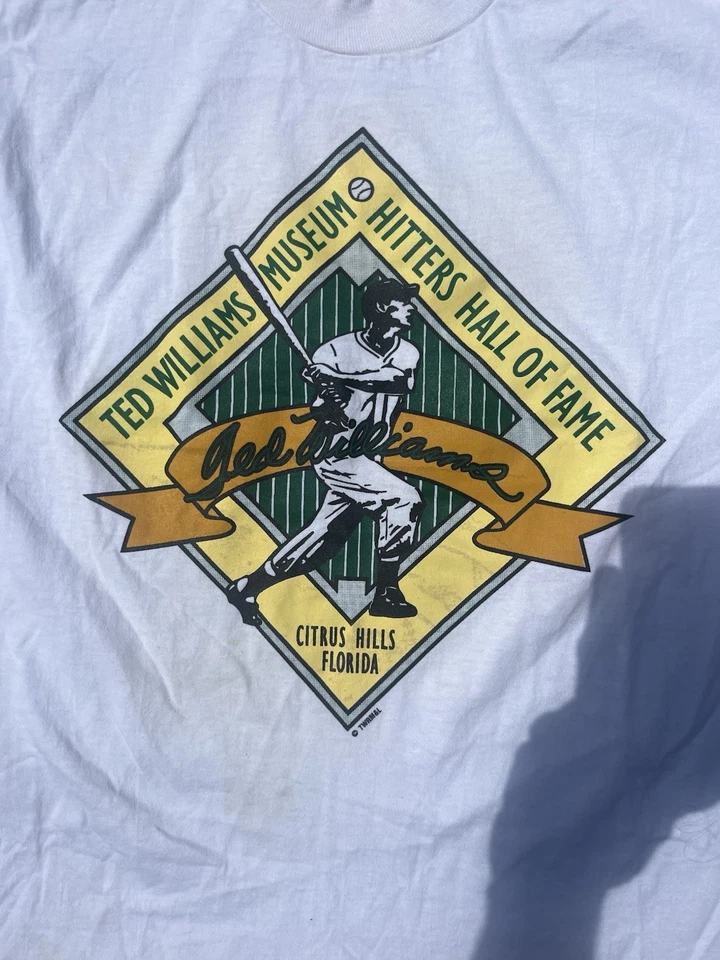 TED WILLIAMS MUSEUM
HITTERS HALL OF FAME
Ted Williams
CITRUS HILLS
FLORIDA